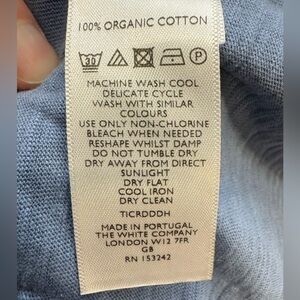 100% ORGANIC COTTON
30 P
MACHINE WASH COOL
DELICATE CYCLE
WASH WITH SIMILAR
COLOURS
USE ONLY NON-CHLORINE
BLEACH WHEN NEEDED
RESHAPE WHILST DAMP
DO NOT TUMBLE DRY
DRY AWAY FROM DIRECT
SUNLIGHT
DRY FLAT
COOL IRON
DRY CLEAN
TICRDDDH
MADE IN PORTUGAL
THE WHITE COMPANY
LONDON W12 7FR
GB
RN 153242